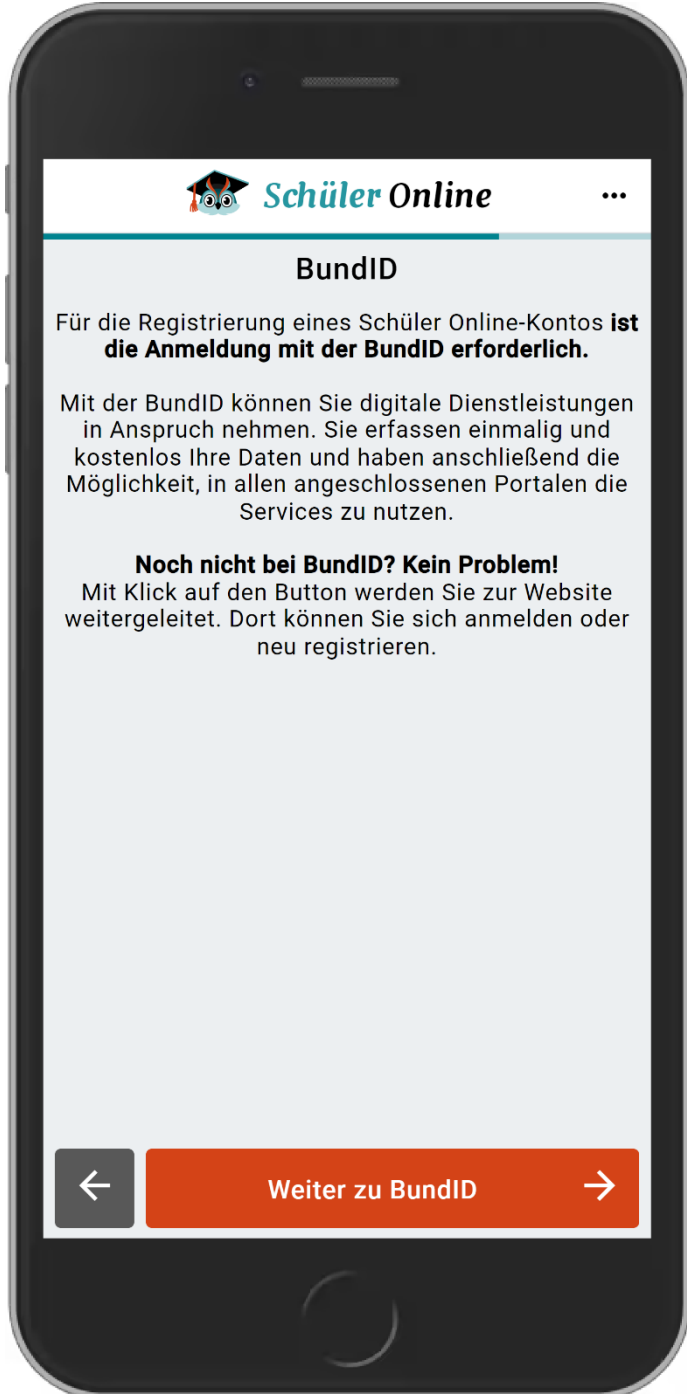 Schüler Online
BundID
Für die Registrierung eines Schüler Online-Kontos ist
die Anmeldung mit der BundID erforderlich.
Mit der BundID können Sie digitale Dienstleistungen
in Anspruch nehmen. Sie erfassen einmalig und
kostenlos Ihre Daten und haben anschließend die
Möglichkeit, in allen angeschlossenen Portalen die
Services zu nutzen.
Noch nicht bei BundID? Kein Problem!
Mit Klick auf den Button werden Sie zur Website
weitergeleitet. Dort können Sie sich anmelden oder
neu registrieren.
Weiter zu BundID